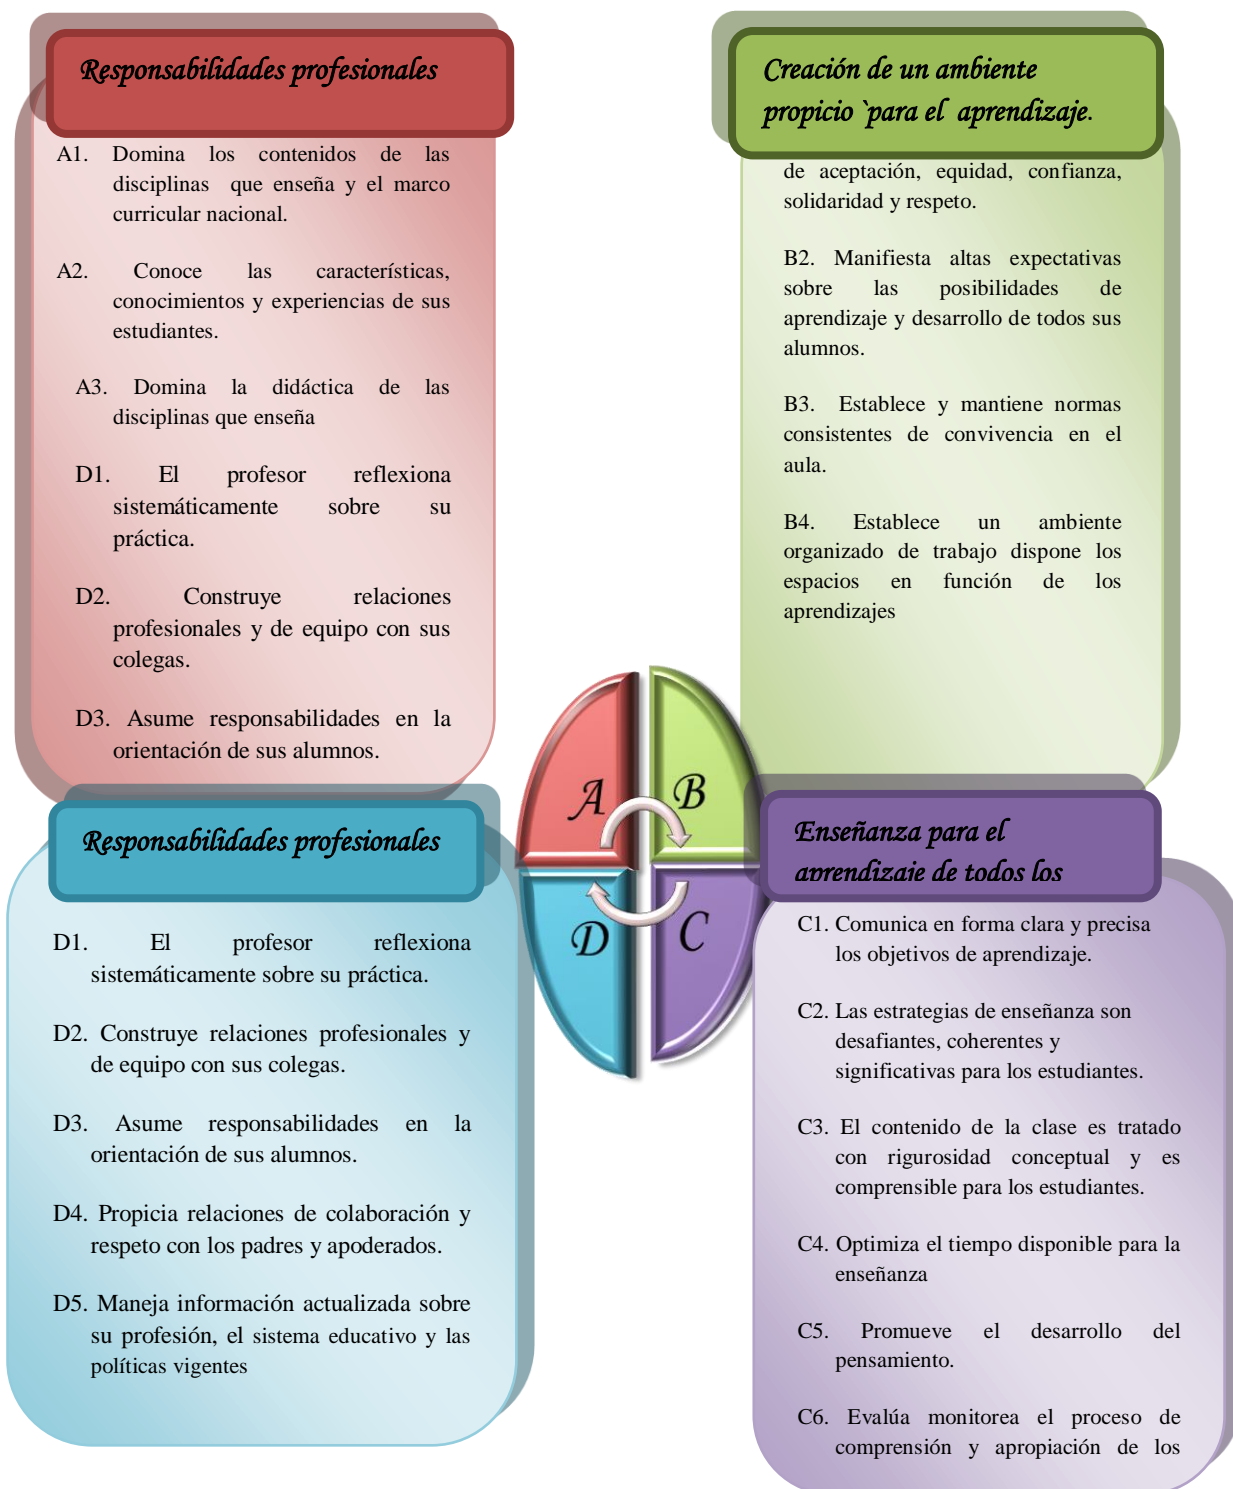 Responsabilidades profesionales
A1. Domina los contenidos de las
disciplinas que enseña y el marco
curricular nacional.
A2. Conoce las características,
conocimientos y experiencias de sus
estudiantes.
A3. Domina la didáctica de las
disciplinas que enseña
D1. El profesor reflexiona
sistemáticamente sobre su
práctica.
D2. Construye relaciones
profesionales y de equipo con sus
colegas.
D3. Asume responsabilidades en la
orientación de sus alumnos.
Creación de un ambiente
propicio `para el aprendizaje.
de aceptación, equidad, confianza,
solidaridad y respeto.
B2. Manifiesta altas expectativas
sobre las posibilidades de
aprendizaje y desarrollo de todos sus
alumnos.
B3. Establece y mantiene normas
consistentes de convivencia en el
aula.
B4. Establece un ambiente
organizado de trabajo dispone los
espacios en función de los
aprendizajes
A
B
D
C
Responsabilidades profesionales
D1. El profesor reflexiona
sistemáticamente sobre su práctica.
D2. Construye relaciones profesionales y
de equipo con sus colegas.
D3. Asume responsabilidades en la
orientación de sus alumnos.
D4. Propicia relaciones de colaboración y
respeto con los padres y apoderados.
D5. Maneja información actualizada sobre
su profesión, el sistema educativo y las
políticas vigentes
Enseñanza para el
aprendizaje de todos los
C1. Comunica en forma clara y precisa
los objetivos de aprendizaje.
C2. Las estrategias de enseñanza son
desafiantes, coherentes y
significativas para los estudiantes.
C3. El contenido de la clase es tratado
con rigurosidad conceptual y es
comprensible para los estudiantes.
C4. Optimiza el tiempo disponible para la
enseñanza
C5. Promueve el desarrollo del
pensamiento.
C6. Evalúa monitorea el proceso de
comprensión y apropiación de los